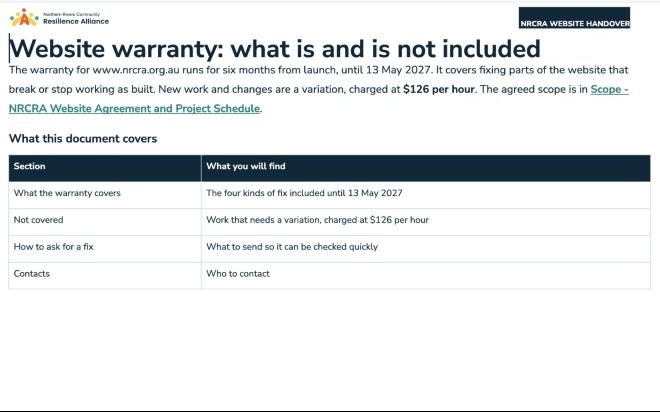 Northern Rivers Community
Resilience Alliance
NRCRA WEBSITE HANDOVER
Website warranty: what is and is not included
The warranty for www.nrcra.org.au runs for six months from launch, until 13 May 2027. It covers fixing parts of the website that
break or stop working as built. New work and changes are a variation, charged at $126 per hour. The agreed scope is in Scope -
NRCRA Website Agreement and Project Schedule.
What this document covers
Section What you will find
What the warranty covers The four kinds of fix included until 13 May 2027
Not covered Work that needs a variation, charged at $126 per hour
How to ask for a fix What to send so it can be checked quickly
Contacts Who to contact